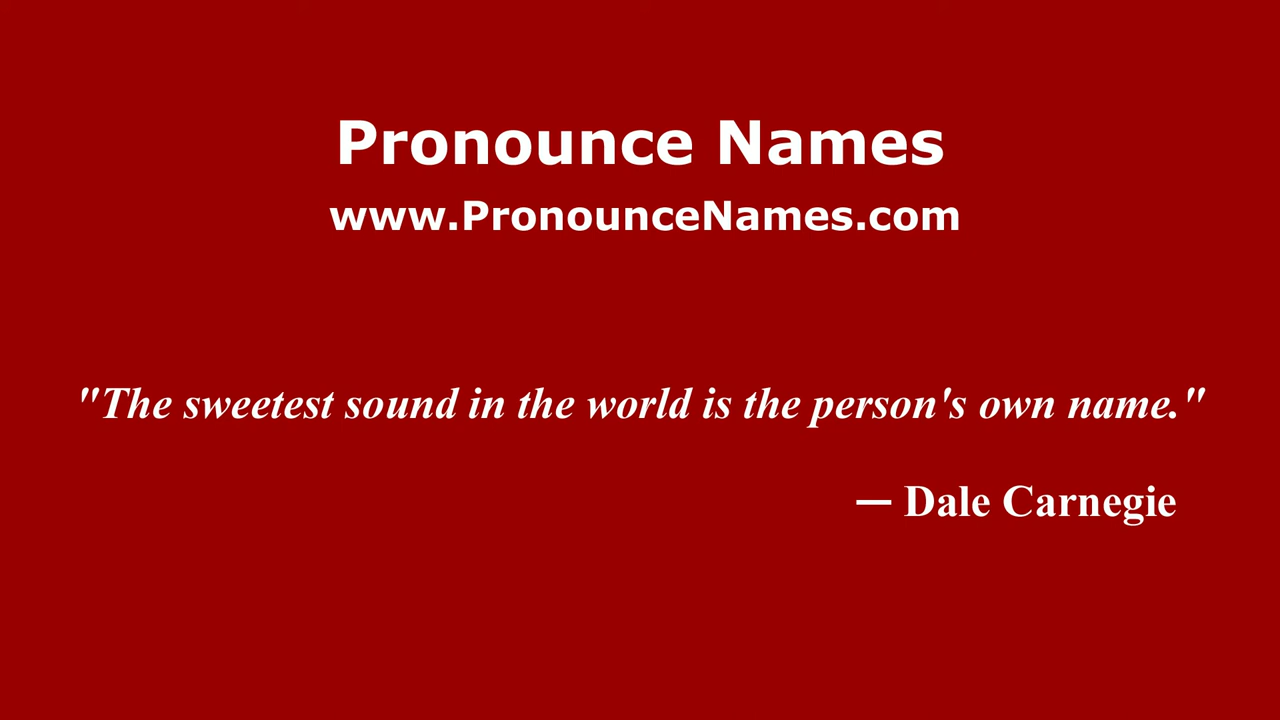 Pronounce Names
www.PronounceNames.com
"The sweetest sound in the world is the person's own name."
— Dale Carnegie